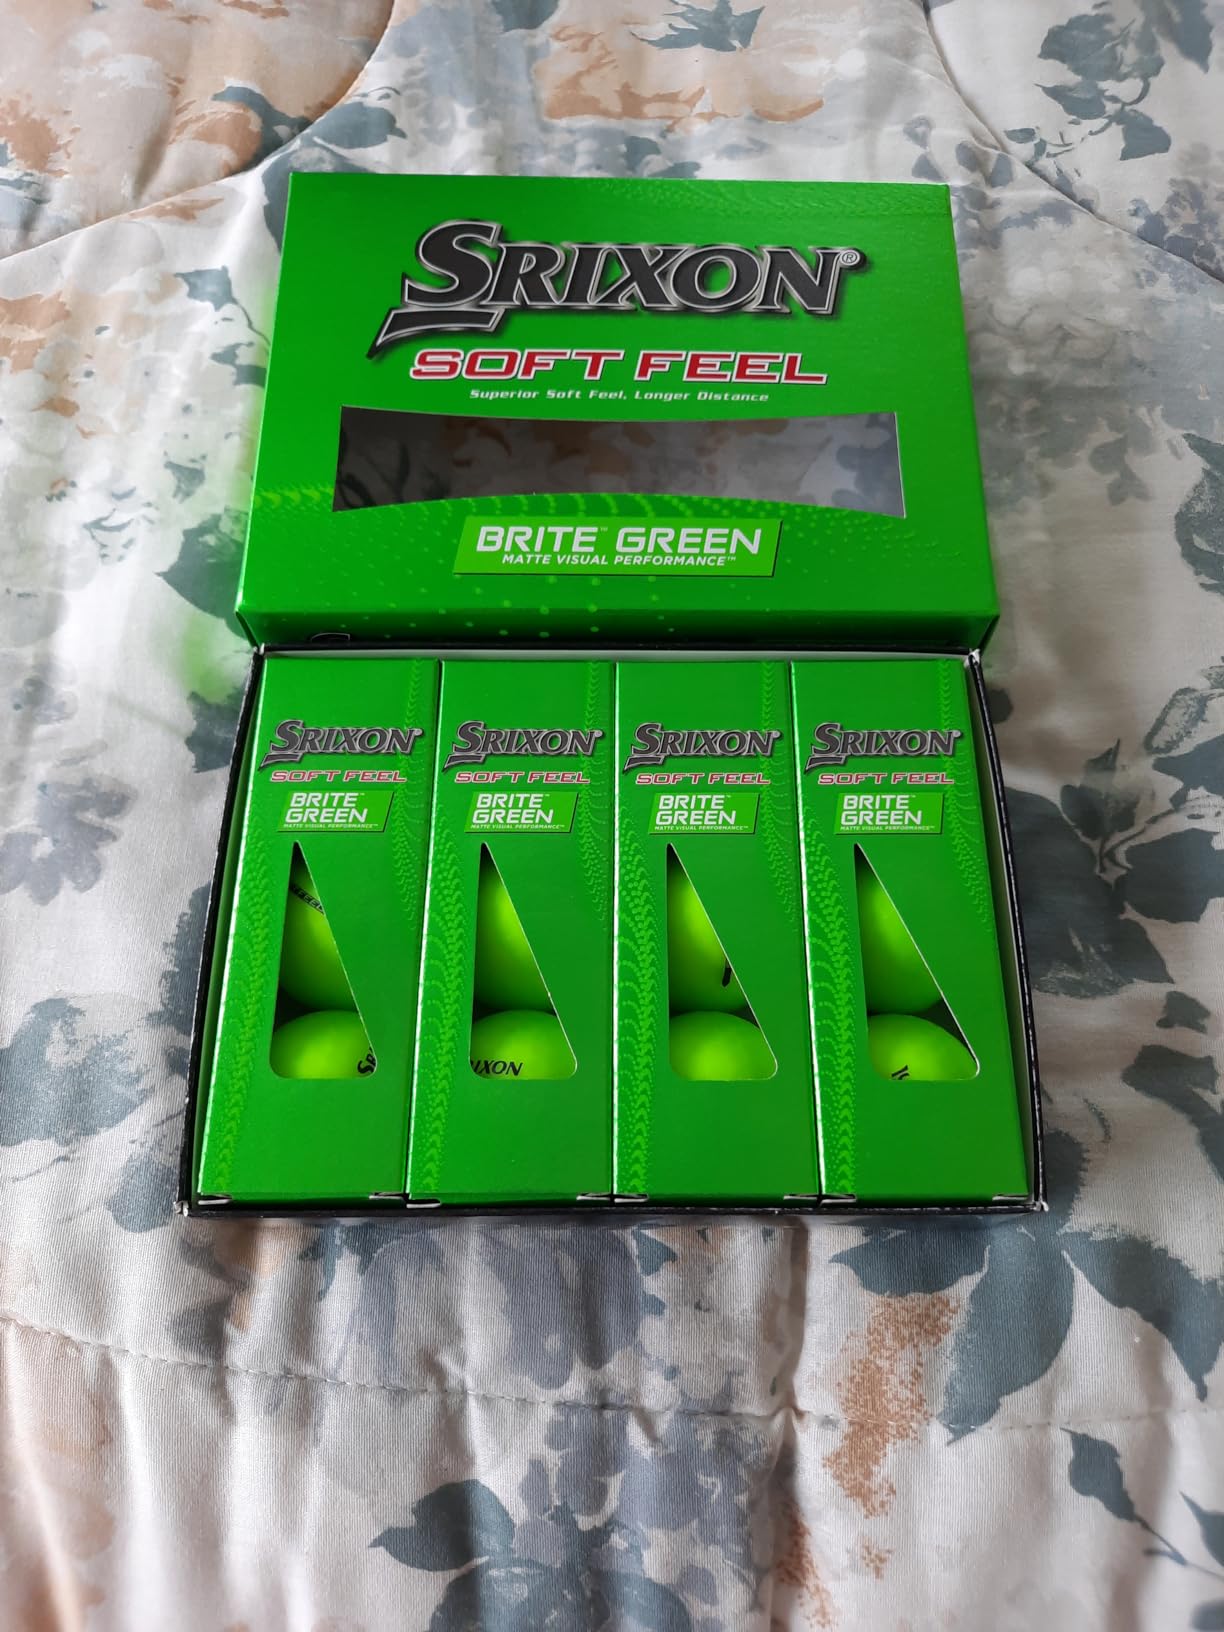 SRIXON®
SOFT FEEL
Superior Soft Feel, Longer Distance
BRITE™ GREEN
MATTE VISUAL PERFORMANCE™
SRIXON
SOFT FEEL
BRITE™
GREEN
MATTE VISUAL PERFORMANCE™
SRIXON
SOFT FEEL
BRITE™
GREEN
MATTE VISUAL PERFORMANCE™
SRIXON
SOFT FEEL
BRITE™
GREEN
MATTE VISUAL PERFORMANCE™
SRIXON
SOFT FEEL
BRITE™
GREEN
MATTE VISUAL PERFORMANCE™
SR
IXON